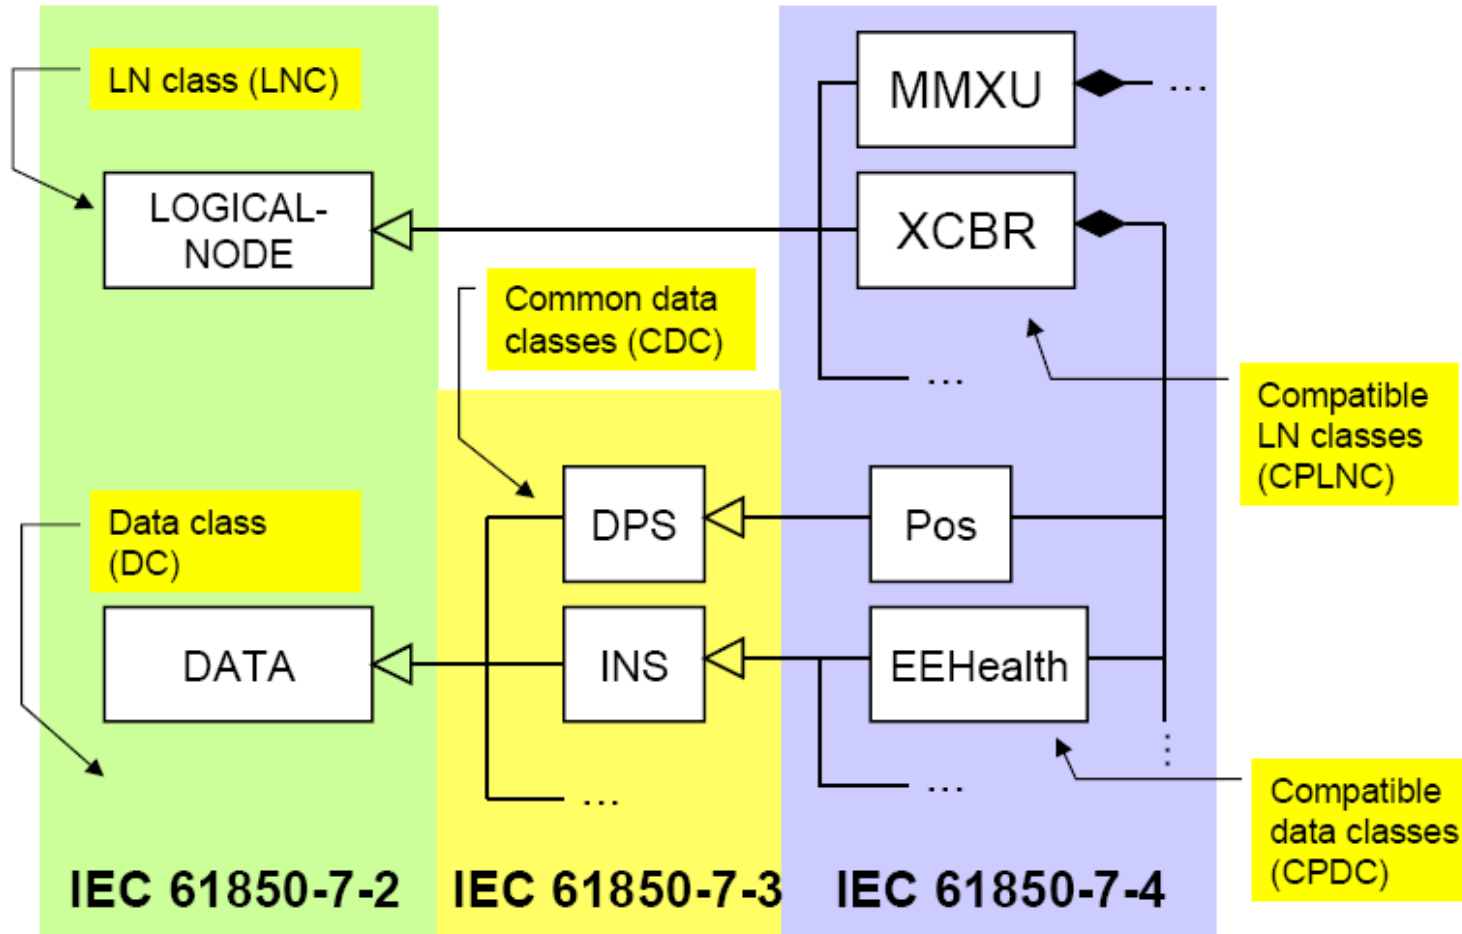 LN class (LNC)
LOGICAL-
NODE
Common data
classes (CDC)
MMXU
...
XCBR
...
Compatible
LN classes
(CPLNC)
Data class
(DC)
DPS
Pos
DATA
INS
EEHealth
...
...
...
Compatible
data classes
(CPDC)
IEC 61850-7-2
IEC 61850-7-3
IEC 61850-7-4